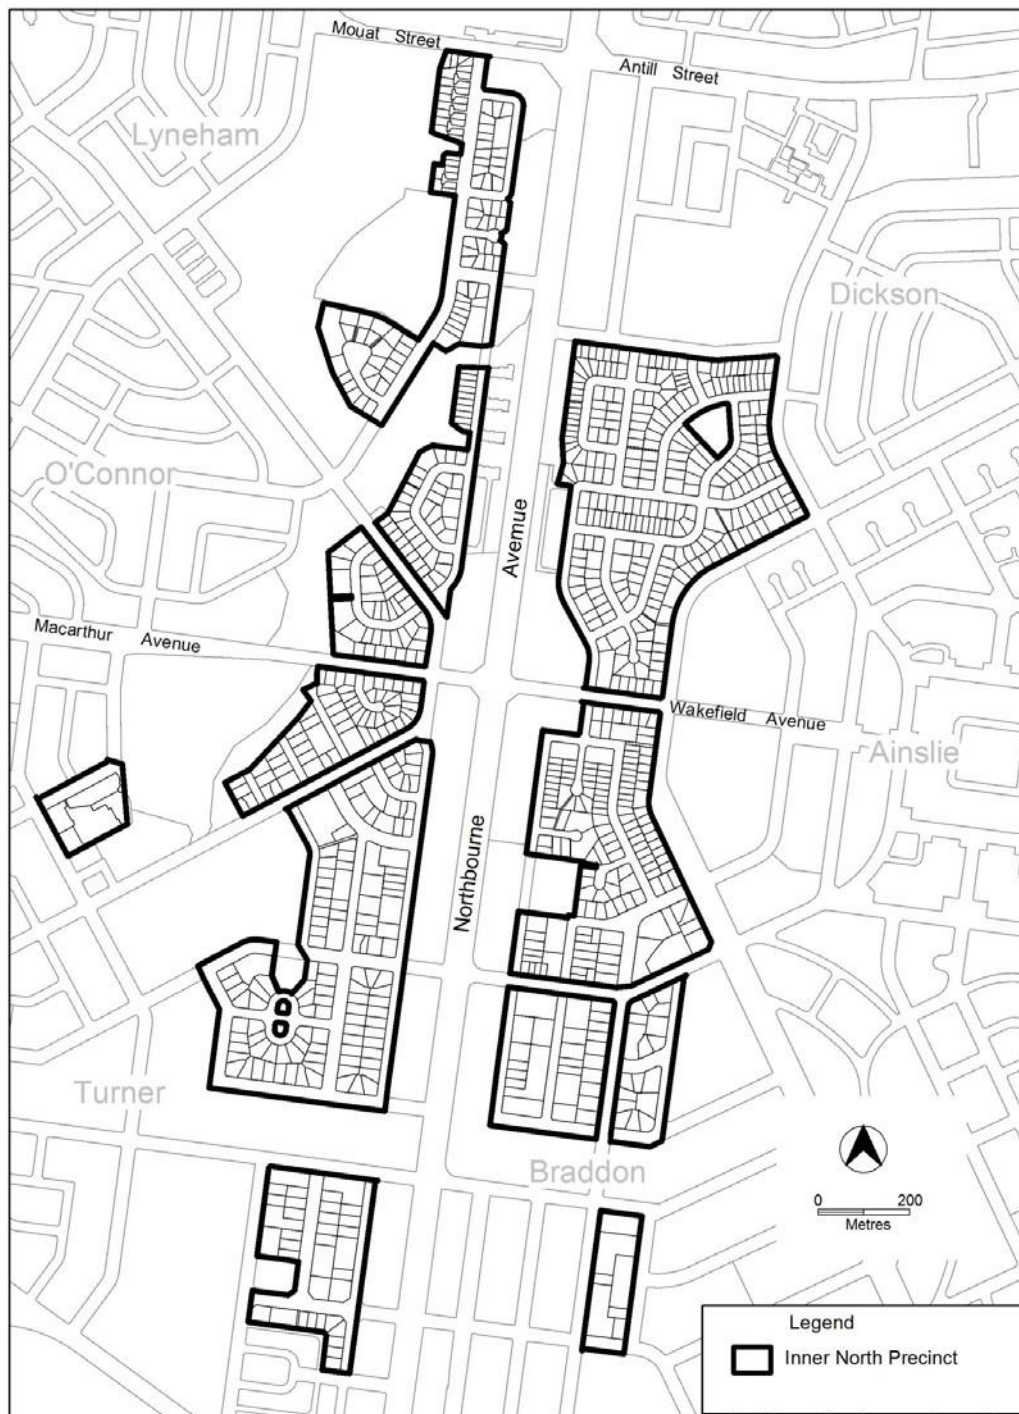 Mouat Street
Antill Street
Lyneham
Dickson
O'Connor
Avemue
Macarthur Avenue
Wakefield Avenue
Ainslie
Northbourne
Turner
Braddon
0 200
Metres
Legend
Inner North Precinct